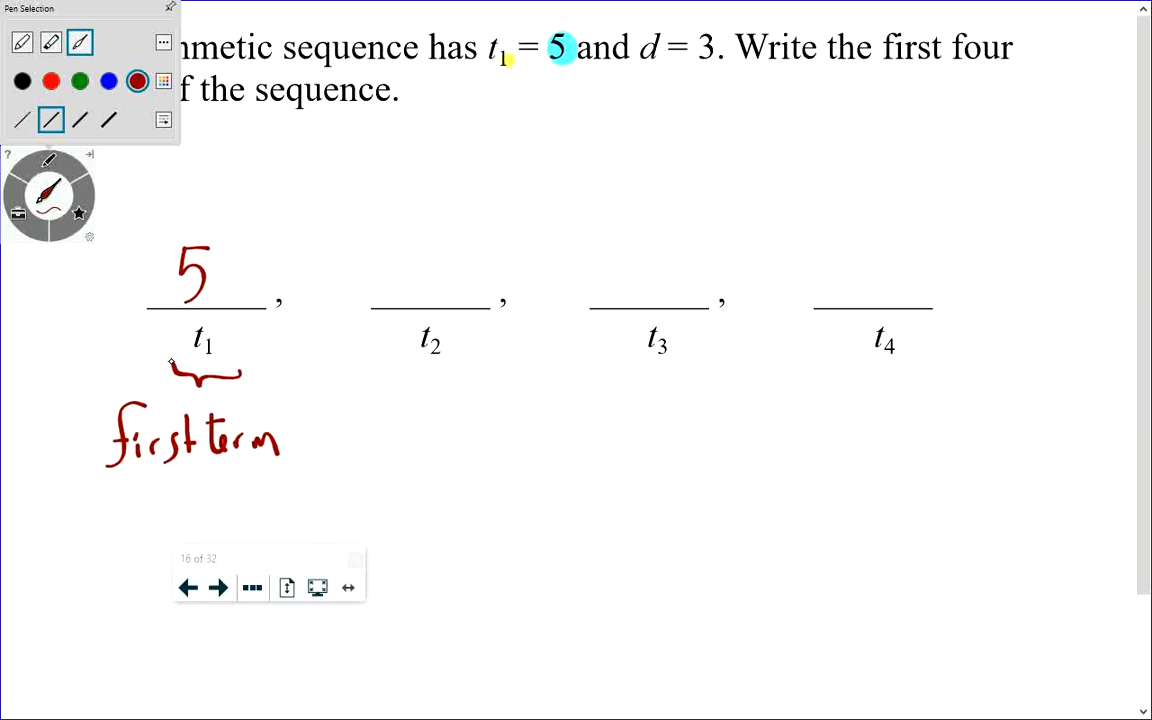 Pen Selection
hmetic sequence has t₁ = 5 and d = 3. Write the first four
f the sequence.
?
5
, , ,
t₁ t₂ t₃ t₄
first term
16 of 32